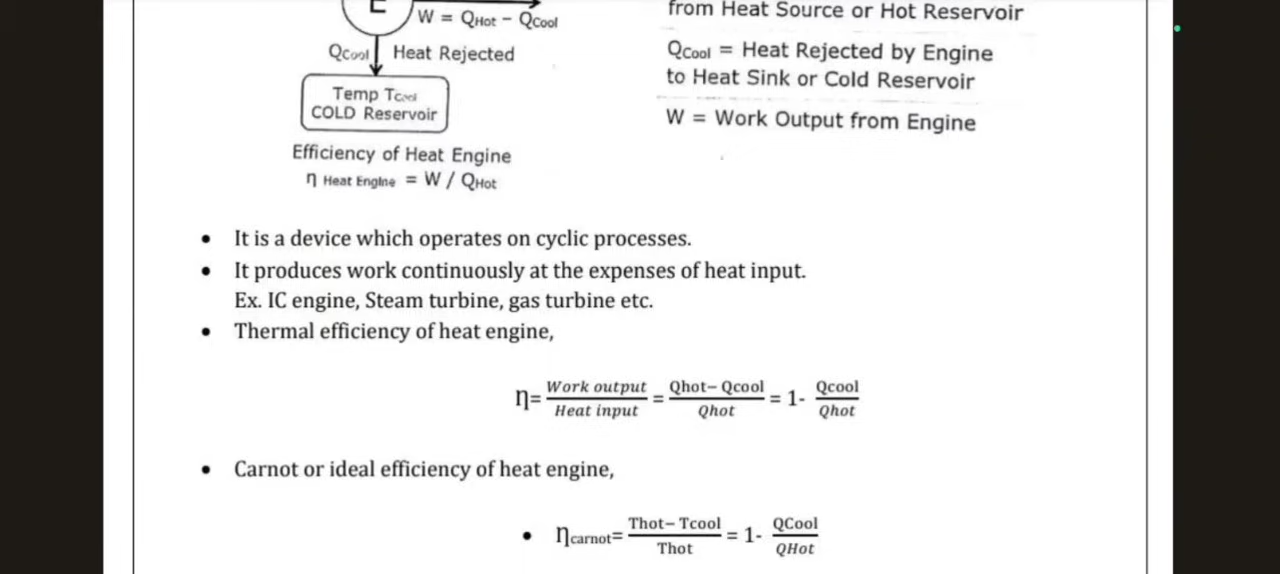 E
W = QHot - QCool
QCool Heat Rejected
Temp TCool
COLD Reservoir
Efficiency of Heat Engine
η Heat Engine = W / QHot
from Heat Source or Hot Reservoir
QCool = Heat Rejected by Engine
to Heat Sink or Cold Reservoir
W = Work Output from Engine
• It is a device which operates on cyclic processes.
• It produces work continuously at the expenses of heat input.
Ex. IC engine, Steam turbine, gas turbine etc.
• Thermal efficiency of heat engine,
η= Work output / Heat input = Qhot− Qcool / Qhot = 1- Qcool / Qhot
• Carnot or ideal efficiency of heat engine,
• ηcarnot= Thot− Tcool / Thot = 1- QCool / QHot